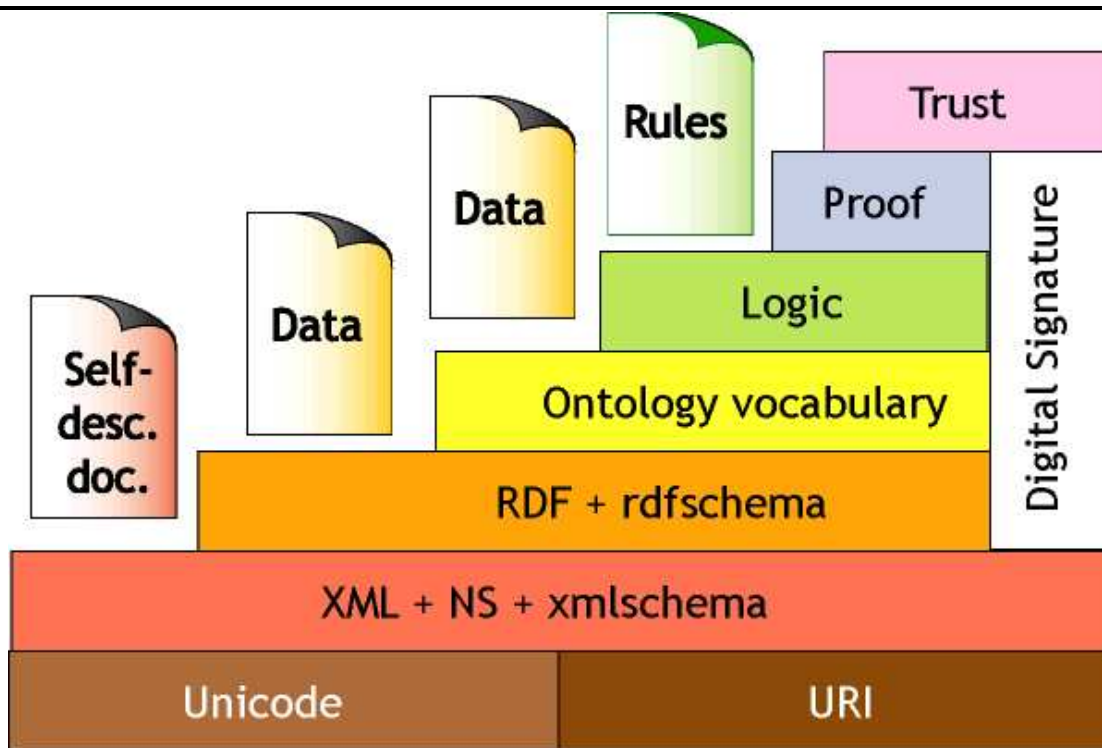 Rules
Trust
Data
Proof
Data
Logic
Self-
desc.
doc.
Ontology vocabulary
Digital Signature
RDF + rdfschema
XML + NS + xmlschema
Unicode
URI